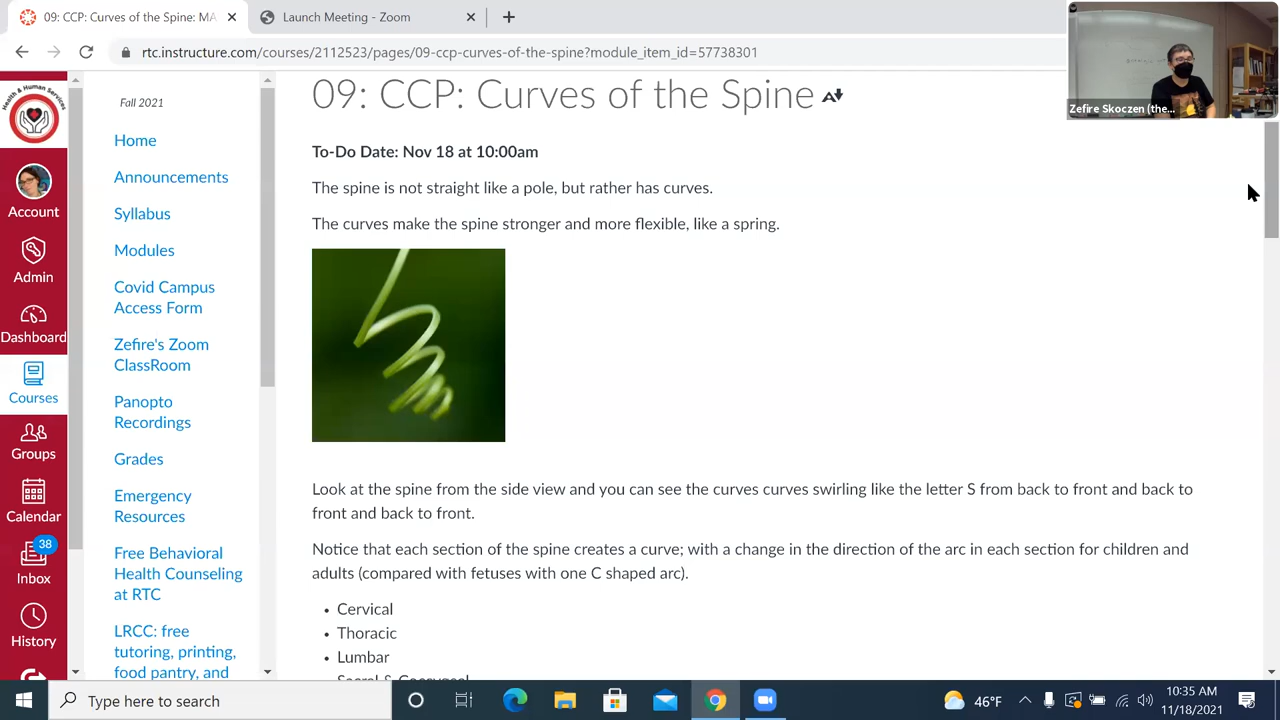 09: CCP: Curves of the Spine: MA
Launch Meeting - Zoom
rtc.instructure.com/courses/2112523/pages/09-ccp-curves-of-the-spine?module_item_id=57738301
Zefire Skoczen (the...
Health & Human Services
Account
Admin
Dashboard
Courses
Groups
Calendar
38
Inbox
History
Fall 2021
Home
Announcements
Syllabus
Modules
Covid Campus
Access Form
Zefire's Zoom
ClassRoom
Panopto
Recordings
Grades
Emergency
Resources
Free Behavioral
Health Counseling
at RTC
LRCC: free
tutoring, printing,
food pantry, and
09: CCP: Curves of the Spine
To-Do Date: Nov 18 at 10:00am
The spine is not straight like a pole, but rather has curves.
The curves make the spine stronger and more flexible, like a spring.
Look at the spine from the side view and you can see the curves curves swirling like the letter S from back to front and back to
front and back to front.
Notice that each section of the spine creates a curve; with a change in the direction of the arc in each section for children and
adults (compared with fetuses with one C shaped arc).
Cervical
Thoracic
Lumbar
Type here to search
46°F
10:35 AM
11/18/2021